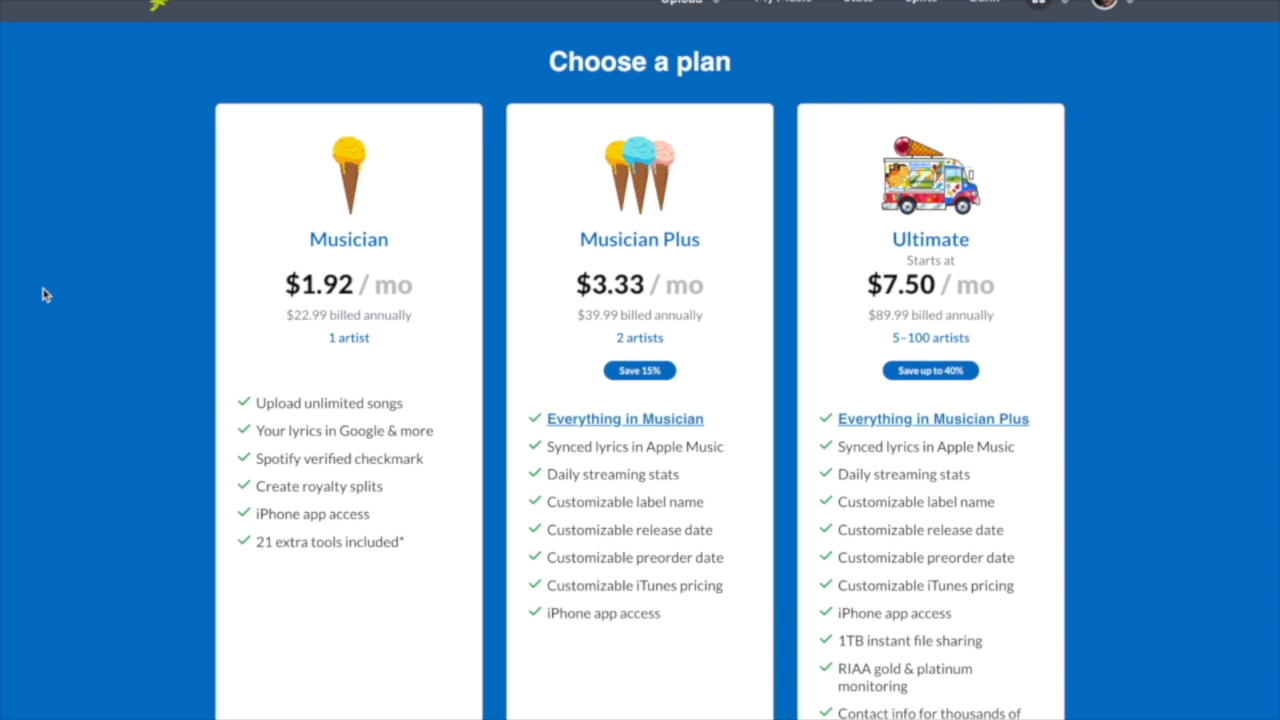 Choose a plan
Musician
$1.92 / mo
$22.99 billed annually
1 artist
Upload unlimited songs
Your lyrics in Google & more
Spotify verified checkmark
Create royalty splits
iPhone app access
21 extra tools included*
Musician Plus
$3.33 / mo
$39.99 billed annually
2 artists
Save 15%
Everything in Musician
Synced lyrics in Apple Music
Daily streaming stats
Customizable label name
Customizable release date
Customizable preorder date
Customizable iTunes pricing
iPhone app access
Ultimate
Starts at
$7.50 / mo
$89.99 billed annually
5–100 artists
Save up to 40%
Everything in Musician Plus
Synced lyrics in Apple Music
Daily streaming stats
Customizable label name
Customizable release date
Customizable preorder date
Customizable iTunes pricing
iPhone app access
1TB instant file sharing
RIAA gold & platinum
monitoring
Contact info for thousands of